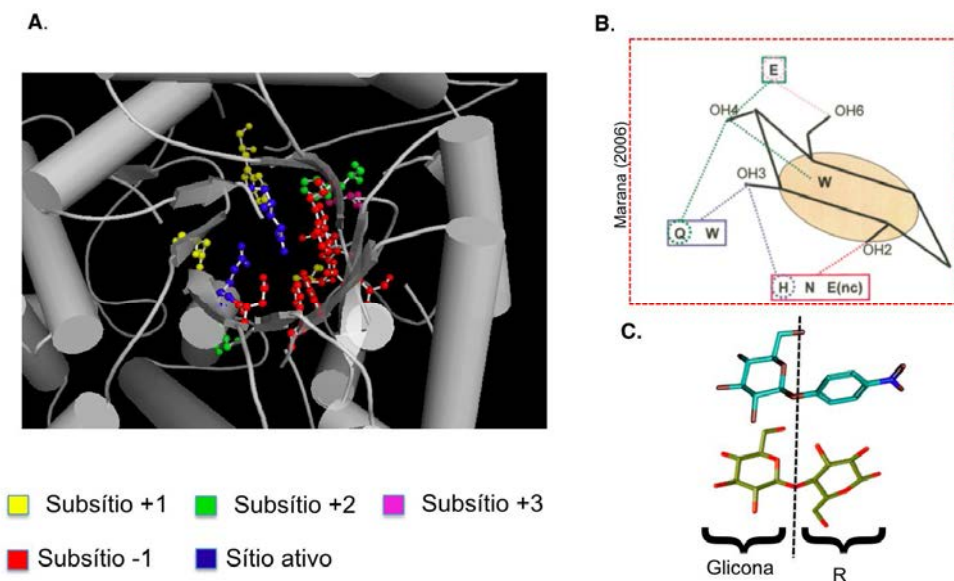 A.
Subsítio +1
Subsítio +2
Subsítio +3
Subsítio -1
Sítio ativo
B.
Marana (2006)
E
OH4
OH6
OH3
W
Q W
OH2
H N E(nc)
C.
Glicona
R